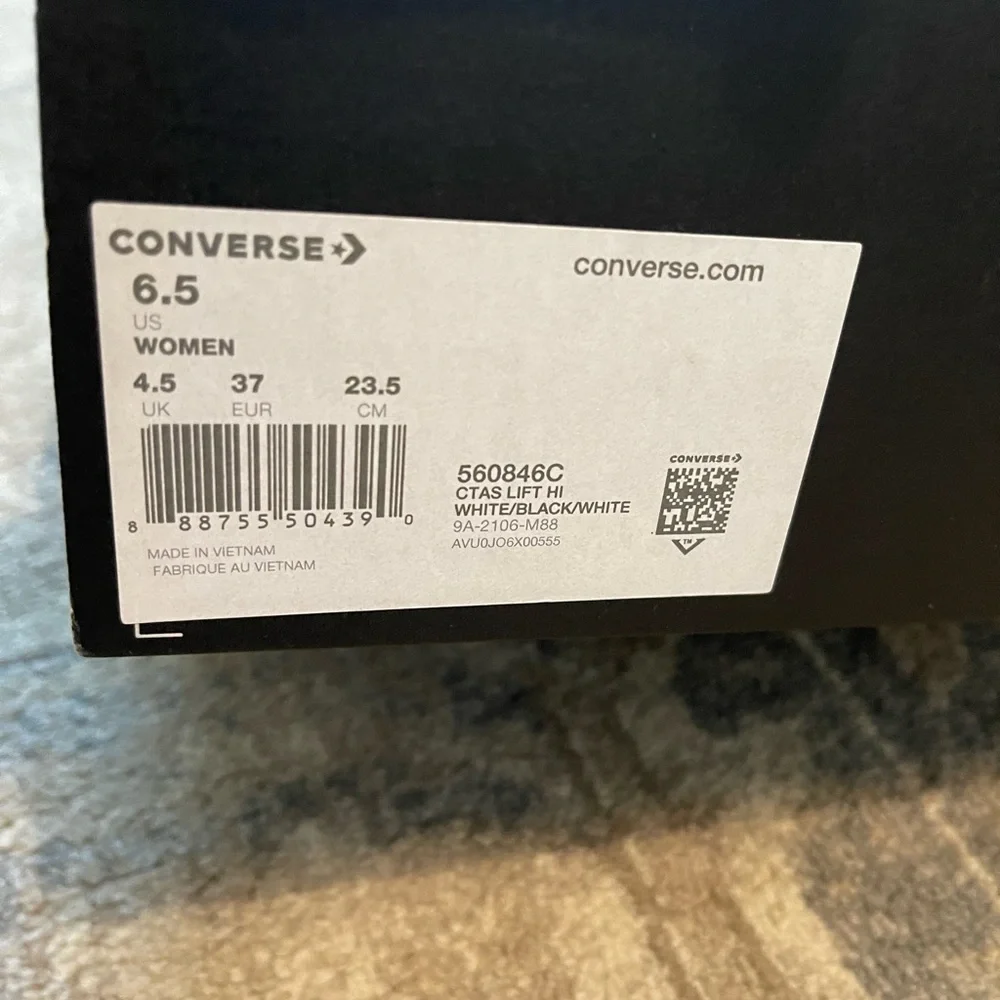 CONVERSE
converse.com
6.5
US
WOMEN
4.5 37 23.5
UK EUR CM
8 88755 50439 0
MADE IN VIETNAM
FABRIQUE AU VIETNAM
560846C
CTAS LIFT HI
WHITE/BLACK/WHITE
9A-2106-M88
AVU0JO6X00555
CONVERSE
TM